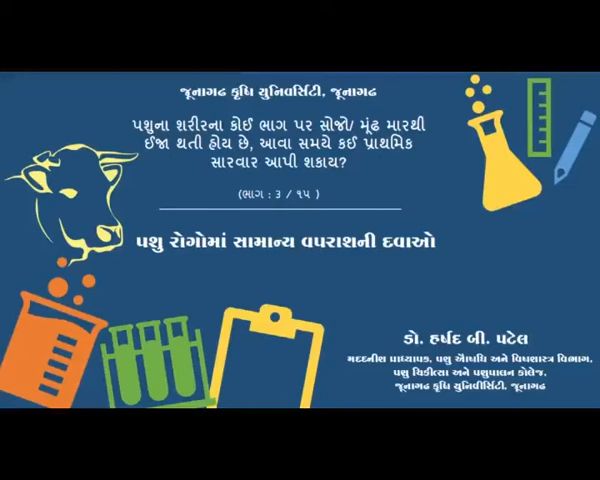 જૂનાગઢ કૃષિ યુનિવર્સિટી, જૂનાગઢ
પશુના શરીરના કોઈ ભાગ પર સોજો/ મૂંઢ મારથી
ઈજા થતી હોય છે, આવા સમયે કઈ પ્રાથમિક
સારવાર આપી શકાય?
(ભાગ : ૩ / ૧૫ )
પશુ રોગોમાં સામાન્ય વપરાશની દવાઓ
ડો. હર્ષદ બી. પટેલ
મદદનીશ પ્રાધ્યાપક, પશુ ઔષધિ અને વિષશાસ્ત્ર વિભાગ,
પશુ ચિકીત્સા અને પશુપાલન કોલેજ,
જૂનાગઢ કૃષિ યુનિવર્સિટી, જૂનાગઢ